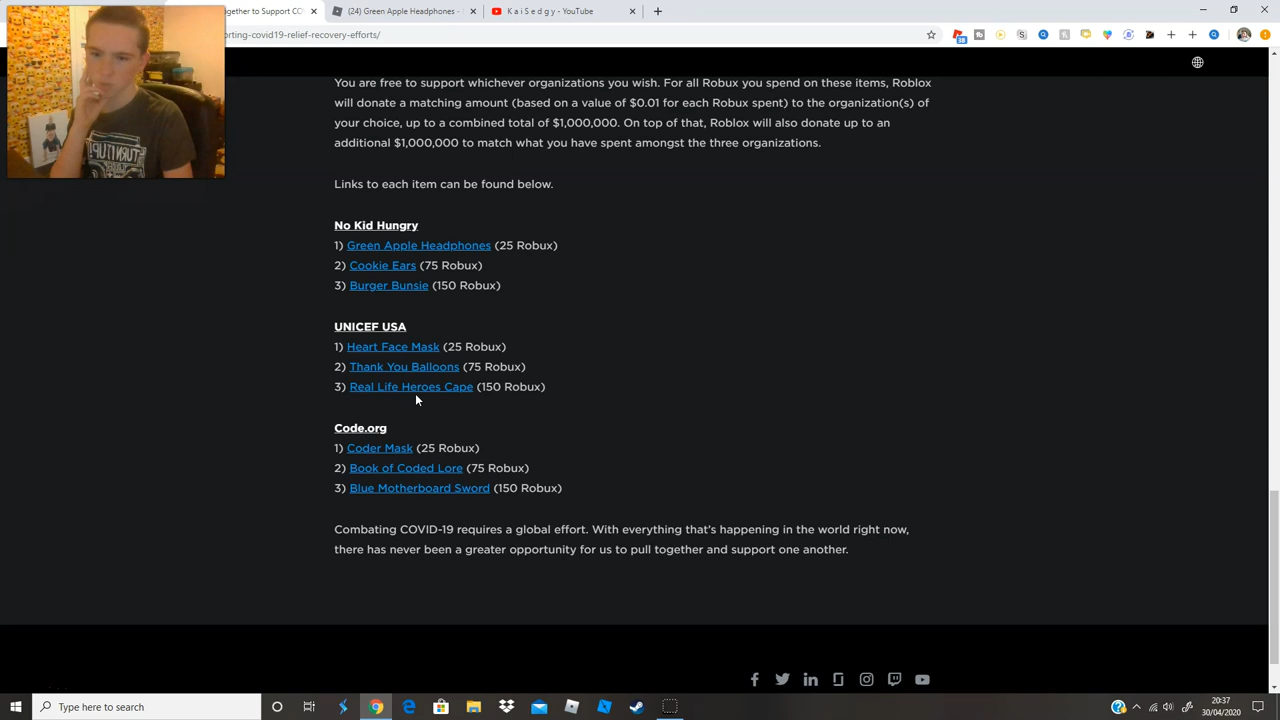 ogether to Support CO
(24) Green Apple Headphones -
K a i S e d g y - YouTube
orting-covid19-relief-recovery-efforts/
You are free to support whichever organizations you wish. For all Robux you spend on these items, Roblox
will donate a matching amount (based on a value of $0.01 for each Robux spent) to the organization(s) of
your choice, up to a combined total of $1,000,000. On top of that, Roblox will also donate up to an
additional $1,000,000 to match what you have spent amongst the three organizations.
Links to each item can be found below.
No Kid Hungry
1) Green Apple Headphones (25 Robux)
2) Cookie Ears (75 Robux)
3) Burger Bunsie (150 Robux)
UNICEF USA
1) Heart Face Mask (25 Robux)
2) Thank You Balloons (75 Robux)
3) Real Life Heroes Cape (150 Robux)
Code.org
1) Coder Mask (25 Robux)
2) Book of Coded Lore (75 Robux)
3) Blue Motherboard Sword (150 Robux)
Combating COVID-19 requires a global effort. With everything that's happening in the world right now,
there has never been a greater opportunity for us to pull together and support one another.
Type here to search
20:37
30/04/2020